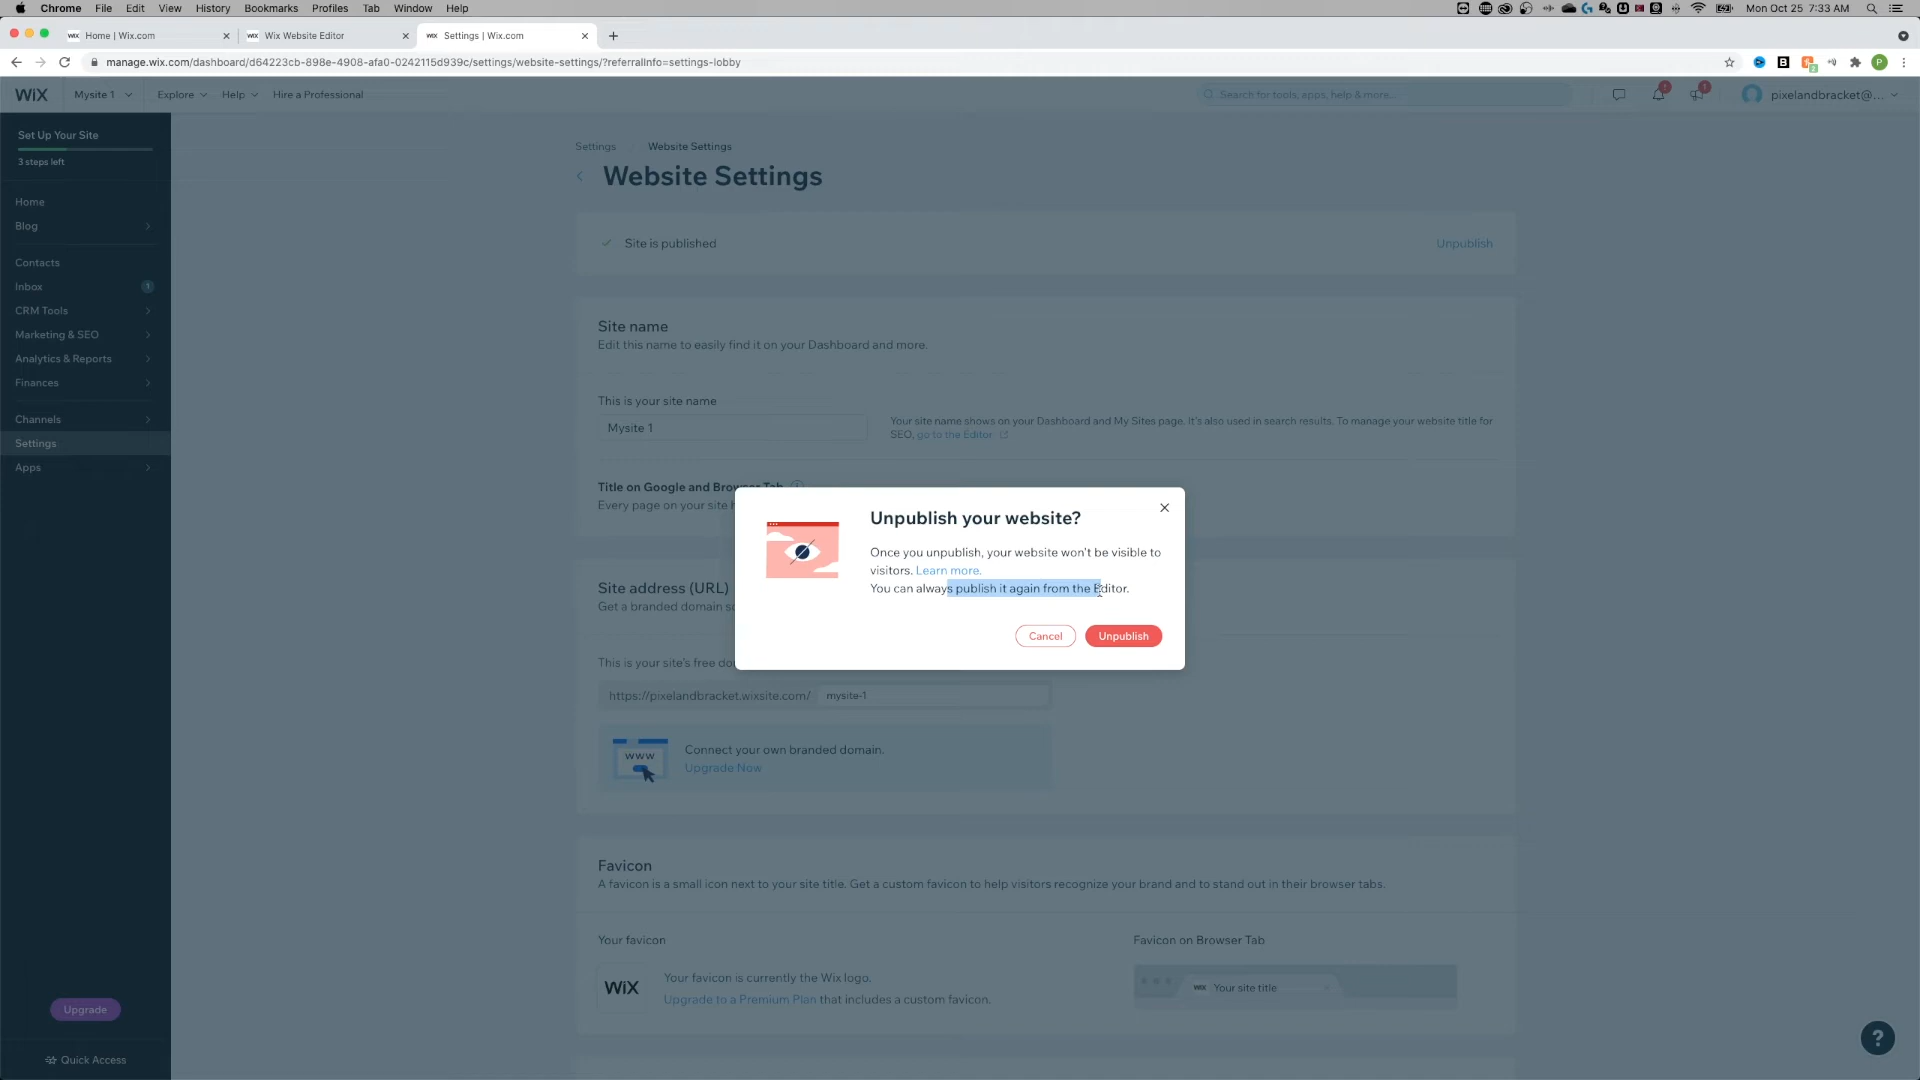 Chrome File Edit View History Bookmarks Profiles Tab Window Help
Mon Oct 25 7:33 AM
WiX Home | Wix.com
WiX Wix Website Editor
WiX Settings | Wix.com
manage.wix.com/dashboard/d64223cb-898e-4908-afa0-0242115d939c/settings/website-settings/?referralInfo=settings-lobby
WiX Mysite 1 Explore Help Hire a Professional
Search for tools, apps, help & more...
pixelandbracket@...
Set Up Your Site
3 steps left
Home
Blog
Contacts
Inbox 1
CRM Tools
Marketing & SEO
Analytics & Reports
Finances
Channels
Settings
Apps
Upgrade
Quick Access
Settings Website Settings
Website Settings
Site is published Unpublish
Site name
Edit this name to easily find it on your Dashboard and more.
This is your site name
Mysite 1
Your site name shows on your Dashboard and My Sites page. It's also used in search results. To manage your website title for
SEO, go to the Editor
Title on Google and Browser Tab
Every page on your site
Unpublish your website?
Once you unpublish, your website won't be visible to
visitors. Learn more.
You can always publish it again from the Editor.
Cancel Unpublish
Site address (URL)
Get a branded domain
This is your site's free
https://pixelandbracket.wixsite.com/ mysite-1
www
Connect your own branded domain.
Upgrade Now
Favicon
A favicon is a small icon next to your site title. Get a custom favicon to help visitors recognize your brand and to stand out in their browser tabs.
Your favicon
WiX
Your favicon is currently the Wix logo.
Upgrade to a Premium Plan that includes a custom favicon.
Favicon on Browser Tab
WiX Your site title
?